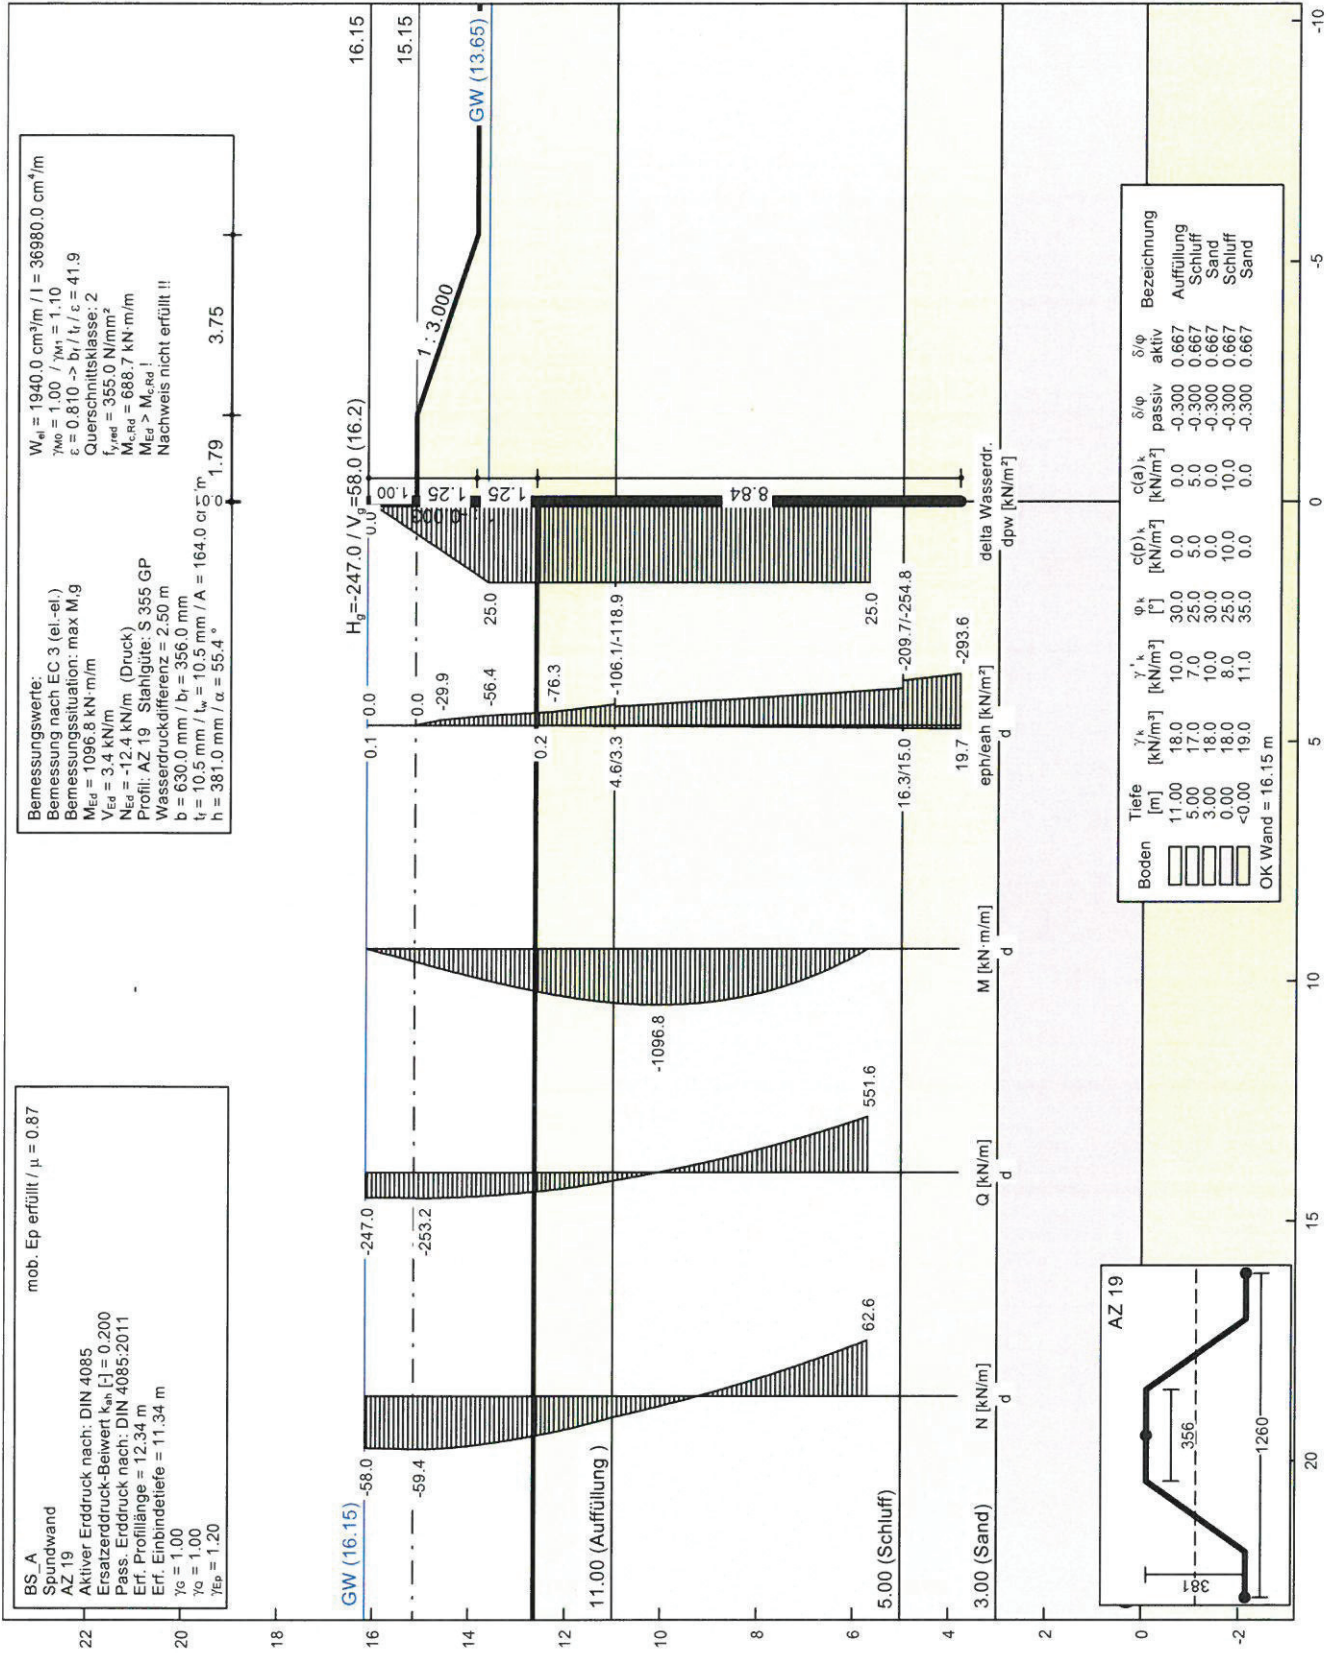 BS_A
mob. Ep erfüllt / μ = 0.87
Spundwand
AZ 19
Aktiver Erddruck nach: DIN 4085
Ersatzerddruck-Beiwert kah [-] = 0.200
Pass. Erddruck nach: DIN 4085:2011
Erf. Profillänge = 12.34 m
Erf. Einbindetiefe = 11.34 m
γG = 1.00
γQ = 1.00
γEp = 1.20
Bemessungswerte:
Bemessung nach EC 3 (el.-el.)
Bemessungssituation: max M,g
MEd = 1096.8 kN·m/m
VEd = 3.4 kN/m
NEd = -12.4 kN/m (Druck)
Profil: AZ 19 Stahlgüte: S 355 GP
Wasserdruckdifferenz = 2.50 m
b = 630.0 mm / bf = 356.0 mm
tf = 10.5 mm / tw = 10.5 mm / A = 164.0 cm
h = 381.0 mm / α = 55.4 °
Wel = 1940.0 cm³/m / I = 36980.0 cm⁴/m
γM0 = 1.00 / γM1 = 1.10
ε = 0.810 -> bf / tf / ε = 41.9
Querschnittsklasse: 2
fy,red = 355.0 N/mm²
Mc,Rd = 688.7 kN·m/m
MEd > Mc,Rd !
Nachweis nicht erfüllt !!
1.79
3.75
GW (16.15)
-58.0
-59.4
62.6
N [kN/m]
d
-247.0
-253.2
551.6
Q [kN/m]
d
-1096.8
M [kN·m/m]
d
0.1
0.0
0.0
-29.9
-56.4
0.2
-76.3
4.6/3.3
-106.1/-118.9
16.3/15.0
-209.7/-254.8
19.7
-293.6
eph/eah [kN/m²]
d
Hg=-247.0 / Vg=58.0 (16.2)
0.0
25.0
25.0
delta Wasserdr.
dpw [kN/m²]
1.00
1.25
1.25
8.84
1 : 3.000
16.15
15.15
GW (13.65)
11.00 (Auffüllung )
5.00 (Schluff)
3.00 (Sand)
AZ 19
356
381
1260
Boden Tiefe γk γ'k φk c(p)k c(a)k δ/φ δ/φ Bezeichnung
[m] [kN/m³] [kN/m³] [°] [kN/m²] [kN/m²] passiv aktiv
11.00 18.0 10.0 30.0 0.0 0.0 -0.300 0.667 Auffüllung
5.00 17.0 7.0 25.0 5.0 5.0 -0.300 0.667 Schluff
3.00 18.0 10.0 30.0 0.0 0.0 -0.300 0.667 Sand
0.00 18.0 8.0 25.0 10.0 10.0 -0.300 0.667 Schluff
<0.00 19.0 11.0 35.0 0.0 0.0 -0.300 0.667 Sand
OK Wand = 16.15 m
22
20
18
16
14
12
10
8
6
4
2
0
-2
20
15
10
5
0
-5
-10